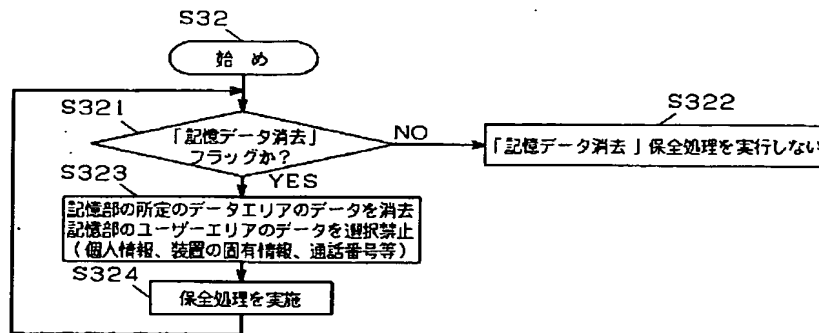 S32
始め
S321
「記憶データ消去」
フラッグか?
NO
S322
「記憶データ消去」保全処理を実行しない
YES
S323
記憶部の所定のデータエリアのデータを消去
記憶部のユーザーエリアのデータを選択禁止
(個人情報、装置の固有情報、通話番号等)
S324
保全処理を実施